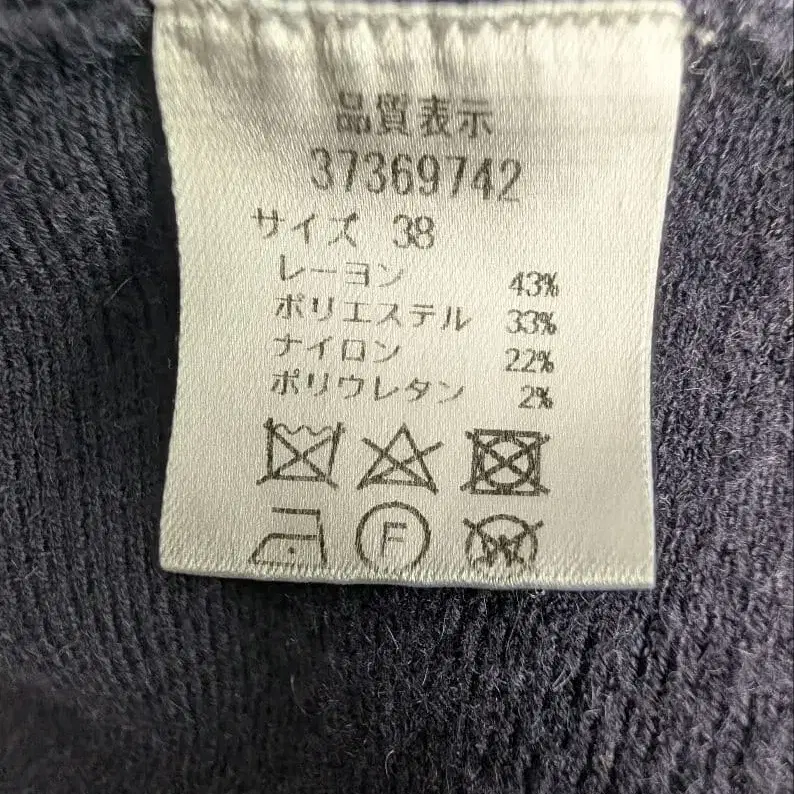 品質表示
37369742
サイズ 38
レーヨン 43%
ポリエステル 33%
ナイロン 22%
ポリウレタン 2%
F